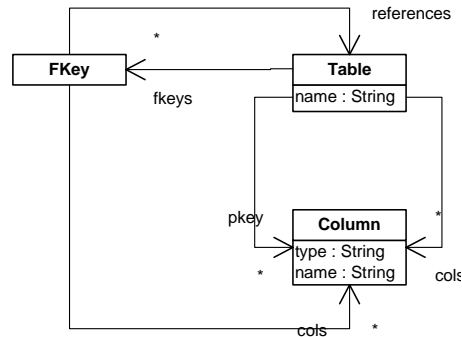 references
*
FKey
Table
fkeys
name : String
pkey
Column
*
type : String
name : String
*
cols
cols
*